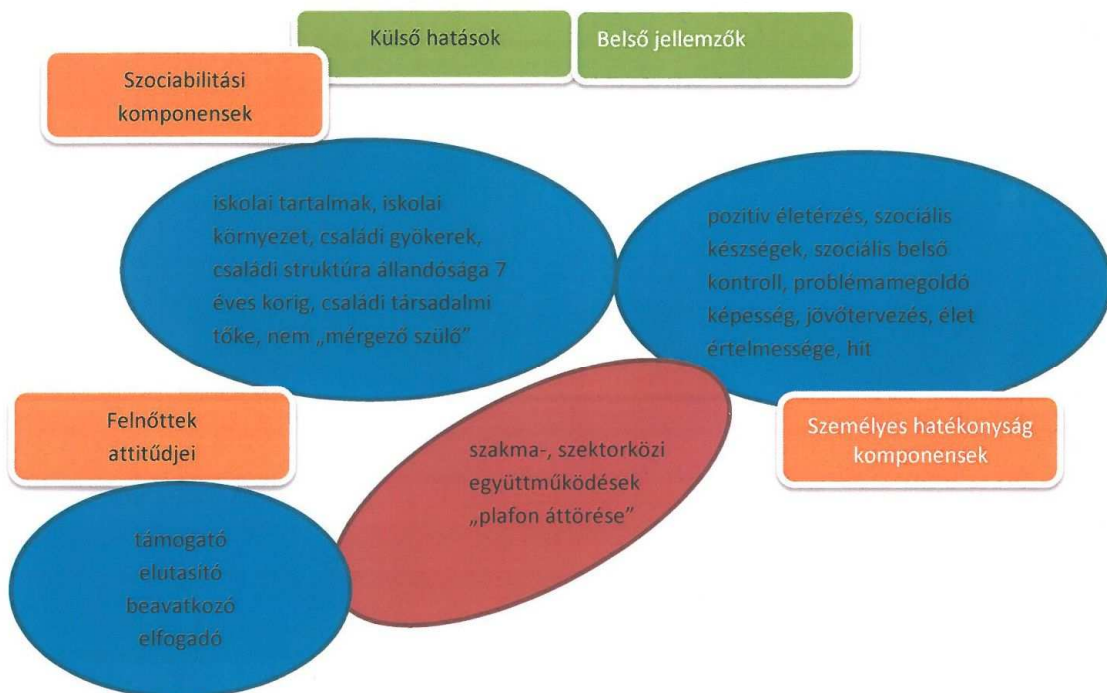 Külső hatások
Belső jellemzők
Szociabilitási
komponensek
iskolai tartalmak, iskolai
környezet, családi gyökerek,
családi struktúra állandósága 7
éves korig, családi társadalmi
tőke, nem „mérgező szülő”
pozitív életérzés, szociális
készségek, szociális belső
kontroll, problémamegoldó
képesség, jövőtervezés, élet
értelmessége, hit
Felnőttek
attitűdjei
szakma-, szektorközi
együttműködések
„plafon áttörése”
Személyes hatékonyság
komponensek
támogató
elutasító
beavatkozó
elfogadó